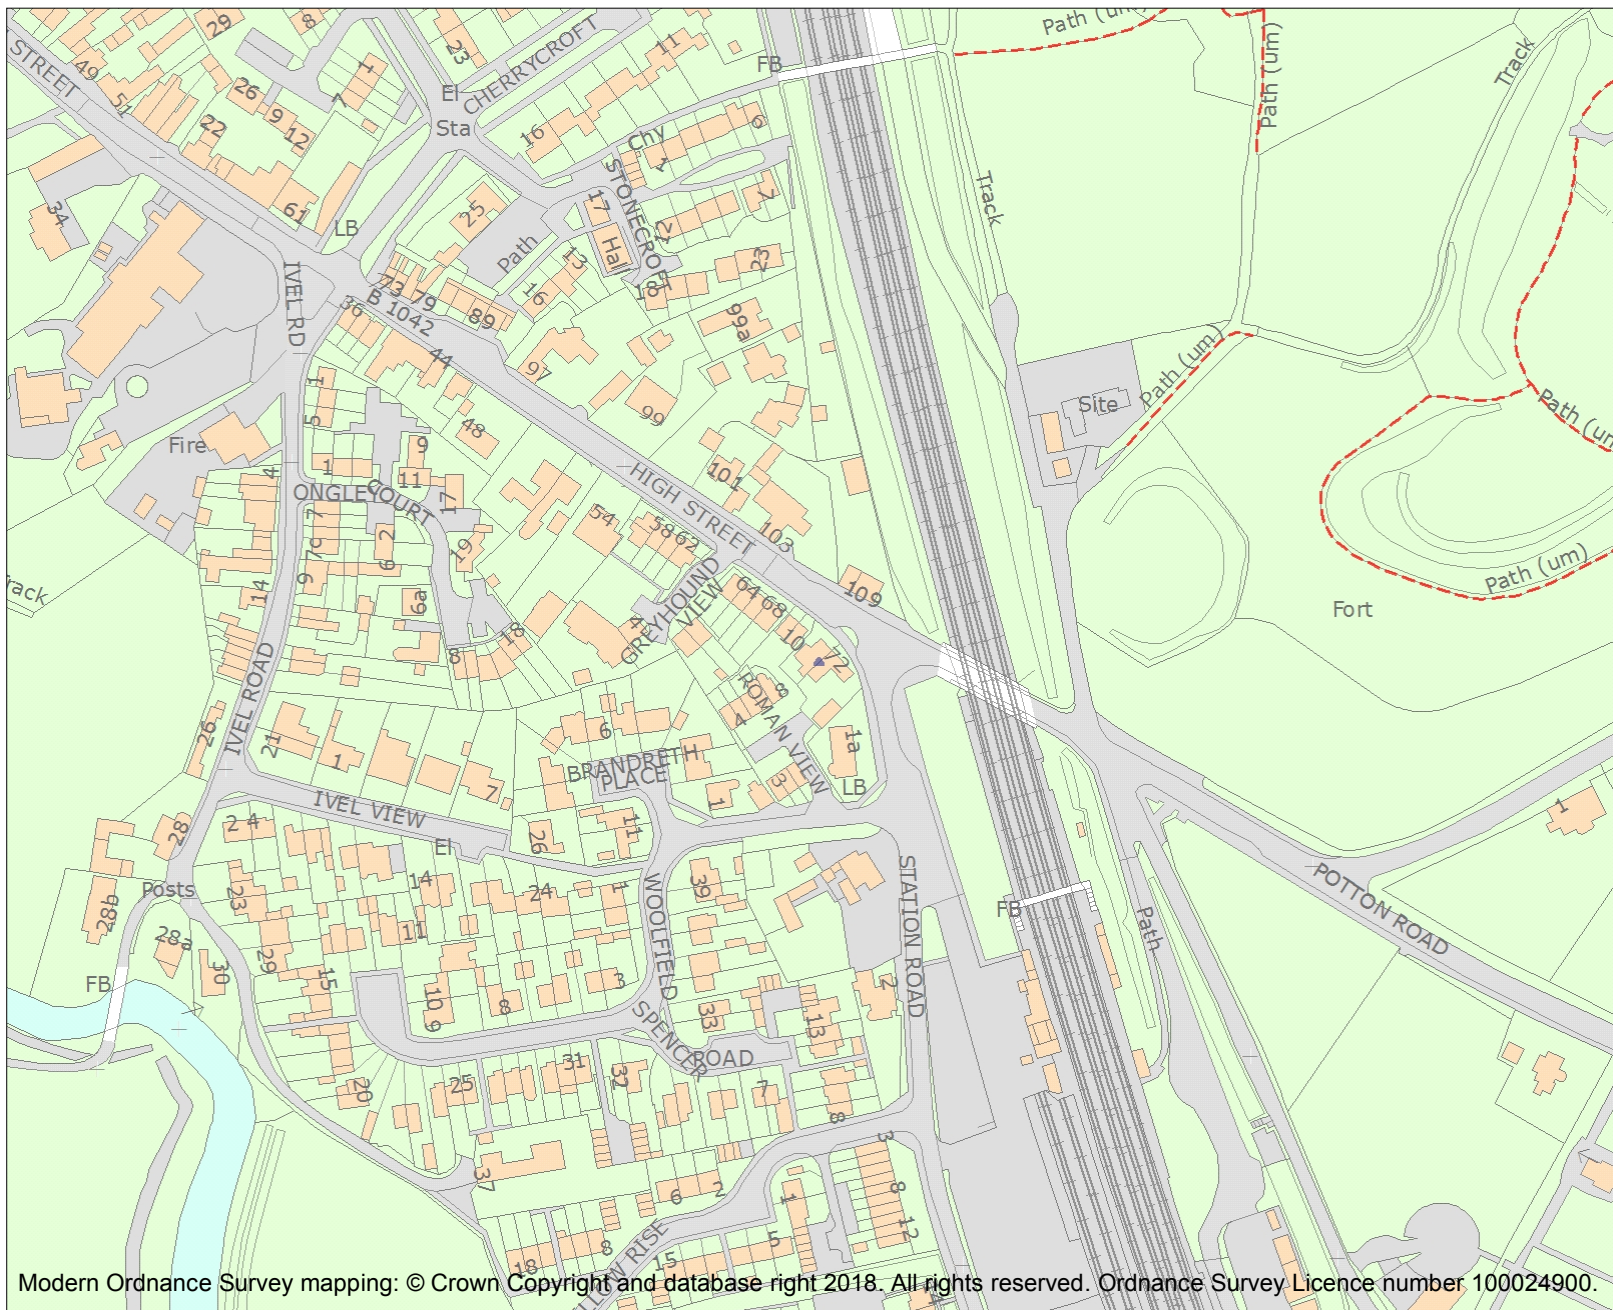 STREET
49
51
29
8
26
9
12
22
7
1
23
El
Sta
CHERRYCROFT
11
16
FB
Path (um)
Path (um)
Track
Track
34
61
LB
25
Path
17
Hall
STONECROFT
Chy
1
6
7
12
13
16
18
23
IVEL RD
36
73
79
B 1042
89
44
97
99a
99
48
101
103
HIGH STREET
Site
Path (um)
Path (um)
Path (um)
Fort
Fire
1
5
4
1
9
11
17
ONGLEY
COURT
7
2
6
19
79
9
14
6a
8
18
54
58
62
64
68
10
72
109
GREYHOUND
VIEW
4
ROMAN VIEW
8
4
3
1a
LB
IVEL ROAD
26
21
1
7
IVEL VIEW
El
BRANDRETH
PLACE
6
1
1
11
26
28
2 4
Posts
28b
28a
30
FB
23
29
15
14
11
24
1
39
WOOLFIELD
3
8
10
9
33
SPENCER
ROAD
13
2
STATION ROAD
FB
Path
POTTON ROAD
1
20
25
31
32
7
8
3
37
6
2
1
8
12
18
8
15
5
Modern Ordnance Survey mapping: © Crown Copyright and database right 2018. All rights reserved. Ordnance Survey Licence number 100024900.